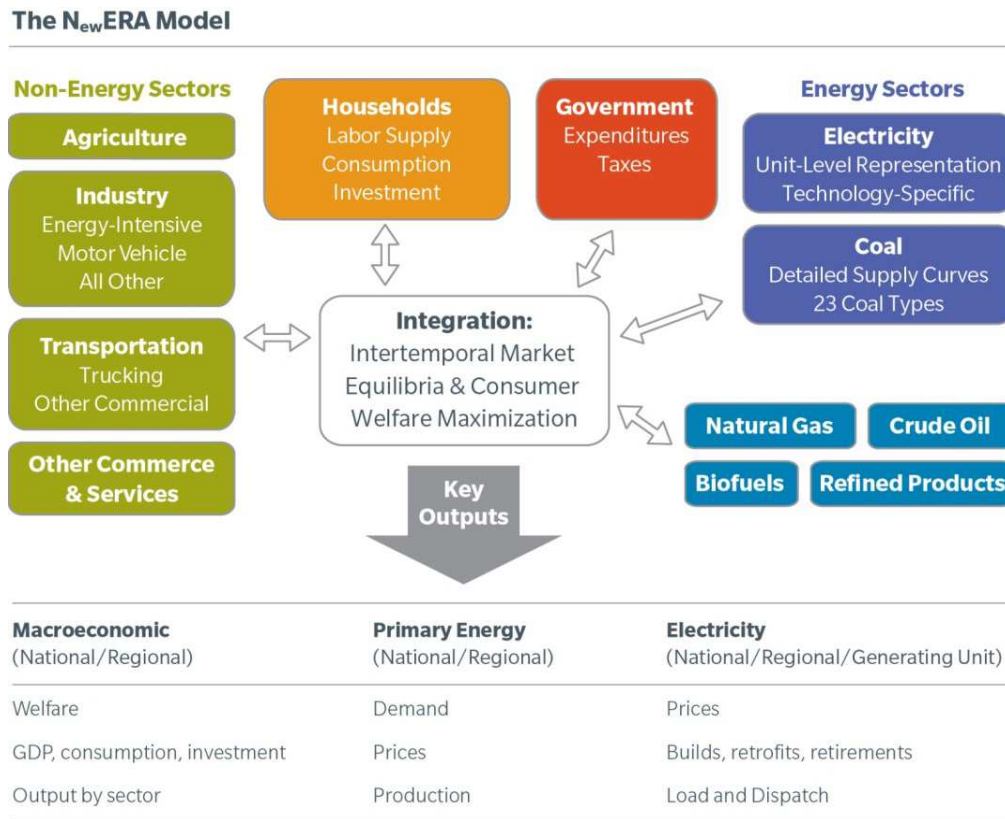 The NewERA Model
Non-Energy Sectors
Agriculture
Industry
Energy-Intensive
Motor Vehicle
All Other
Transportation
Trucking
Other Commercial
Other Commerce
& Services
Households
Labor Supply
Consumption
Investment
Government
Expenditures
Taxes
Energy Sectors
Electricity
Unit-Level Representation
Technology-Specific
Coal
Detailed Supply Curves
23 Coal Types
Integration:
Intertemporal Market
Equilibria & Consumer
Welfare Maximization
Natural Gas
Crude Oil
Biofuels
Refined Products
Key
Outputs
Macroeconomic
(National/Regional)
Primary Energy
(National/Regional)
Electricity
(National/Regional/Generating Unit)
Welfare
Demand
Prices
GDP, consumption, investment
Prices
Builds, retrofits, retirements
Output by sector
Production
Load and Dispatch